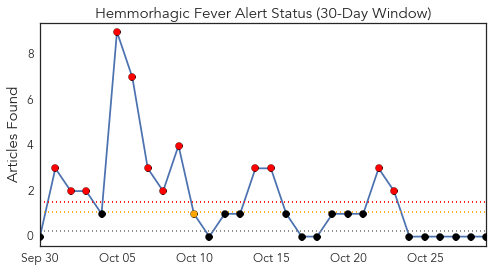 Hemmorhagic Fever Alert Status (30-Day Window)
Articles Found
8
6
4
2
0
Sep 30 Oct 05 Oct 10 Oct 15 Oct 20 Oct 25